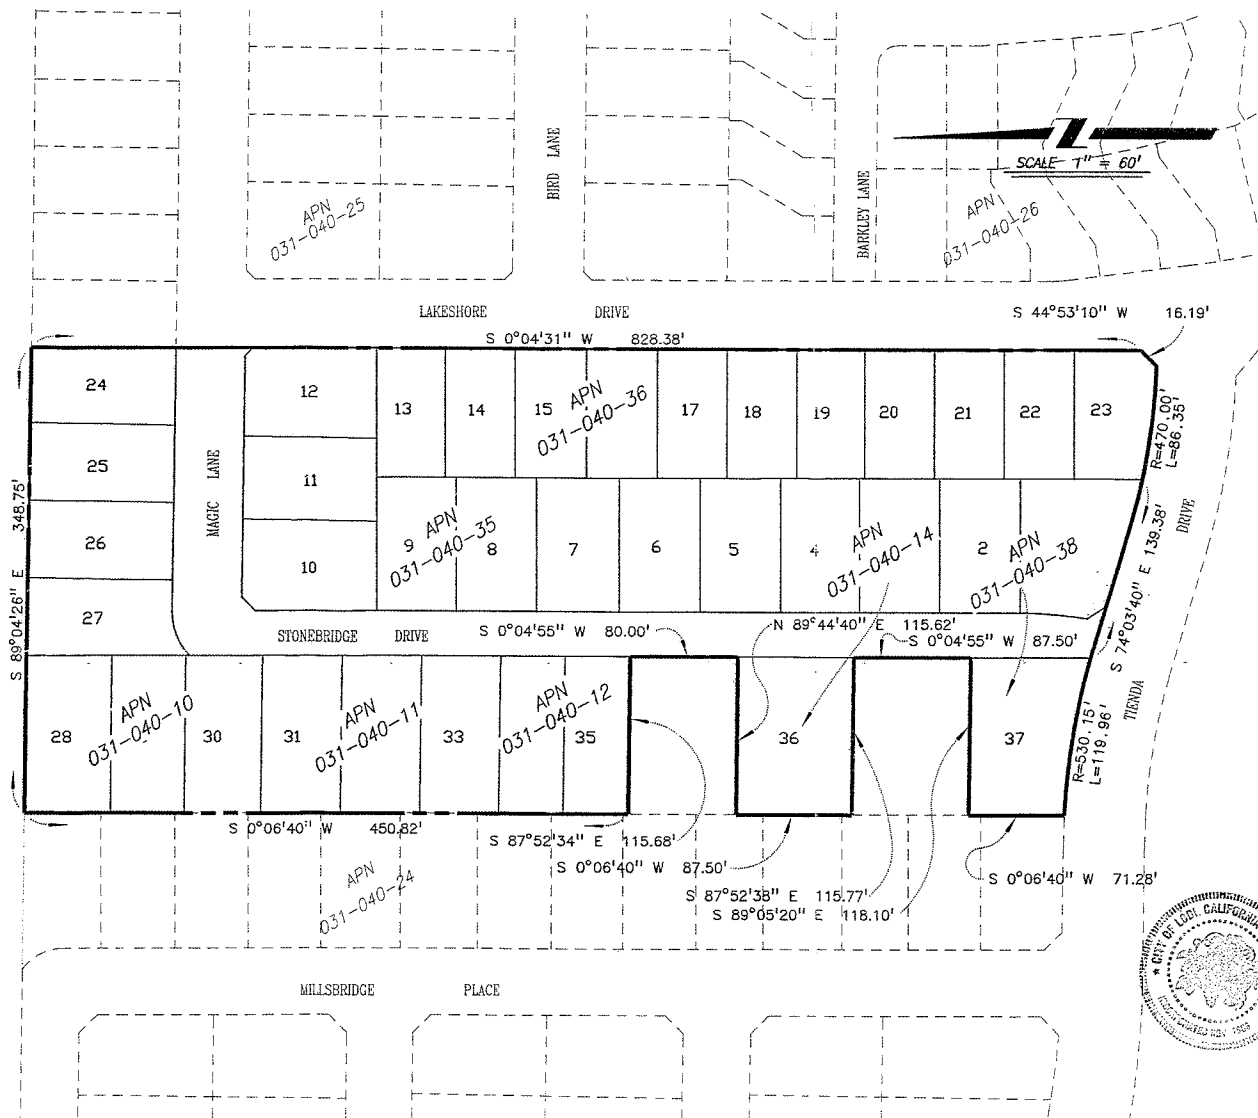 BIRD LANE
BARKLEY LANE
SCALE 1" = 60'
APN
031-040-25
APN
031-040-26
LAKESHORE DRIVE
S 44°53'10" W 16.19'
S 0°04'31" W 828.38'
24
12
13
14
15
APN
031-040-36
17
18
19
20
21
22
23
R=470.00'
L=86.35'
25
11
MAGIC LANE
S 89°04'26" E 348.75'
26
10
9
APN
031-040-35
8
7
6
5
4
APN
031-040-14
2
APN
031-040-38
S 74°03'40" E 139.38'
TIENDA DRIVE
27
STONEBRIDGE DRIVE
S 0°04'55" W 80.00'
N 89°44'40" E 115.62'
S 0°04'55" W 87.50'
28
APN
031-040-10
30
31
APN
031-040-11
33
APN
031-040-12
35
36
37
R=530.15'
L=119.96'
S 0°06'40" W 450.82'
S 87°52'34" E 115.68'
S 0°06'40" W 87.50'
S 87°52'38" E 115.77'
S 89°05'20" E 118.10'
S 0°06'40" W 71.28'
APN
031-040-24
CITY OF LODI, CALIFORNIA
MILLSBRIDGE PLACE